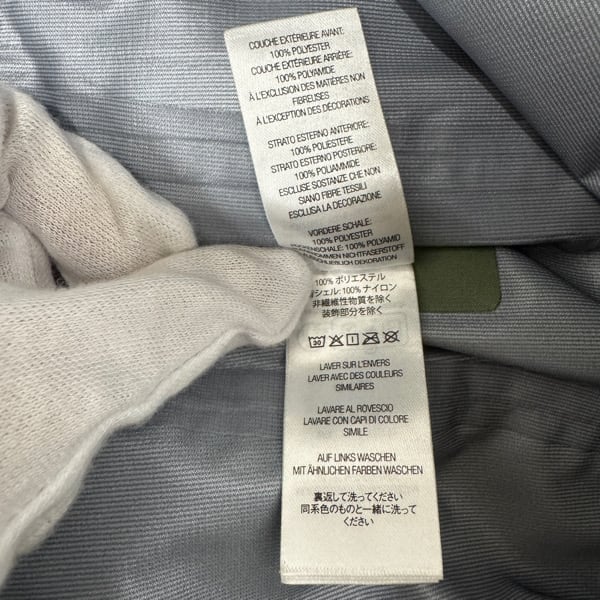 COUCHE EXTÉRIEURE AVANT:
100% POLYESTER
COUCHE EXTÉRIEURE ARRIÈRE:
100% POLYAMIDE
À L'EXCLUSION DES MATIÈRES NON
FIBREUSES
À L'EXCEPTION DES DÉCORATIONS
STRATO ESTERNO ANTERIORE:
100% POLIESTERE
STRATO ESTERNO POSTERIORE:
100% POLIAMMIDE
ESCLUSE SOSTANZE CHE NON
SIANO FIBRE TESSILI
ESCLUSA LA DECORAZIONE
VORDERE SCHALE:
100% POLYESTER
100% POLYAMID
NICHTFASERSTOFF
DEKORATION
100% ポリエステル
シェル: 100% ナイロン
非繊維性物質を除く
装飾部分を除く
30
LAVER SUR L'ENVERS
LAVER AVEC DES COULEURS
SIMILAIRES
LAVARE AL ROVESCIO
LAVARE CON CAPI DI COLORE
SIMILE
AUF LINKS WASCHEN
MIT ÄHNLICHEN FARBEN WASCHEN
裏返して洗ってください
同系色のものと一緒に洗って
ください